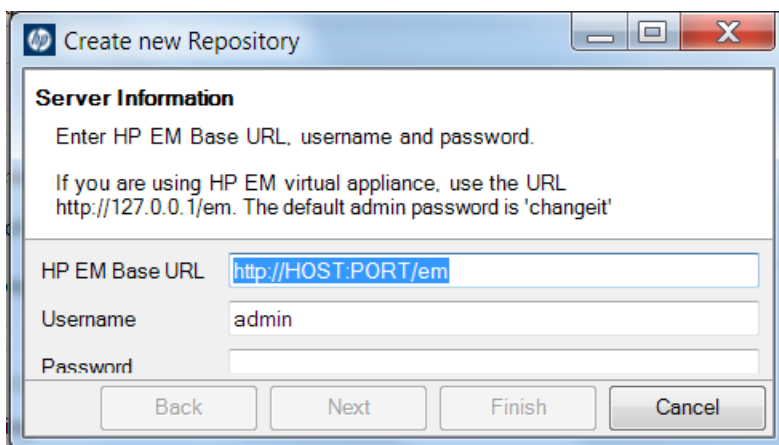 Create new Repository
Server Information
Enter HP EM Base URL, username and password.
If you are using HP EM virtual appliance, use the URL
http://127.0.0.1/em. The default admin password is 'changeit'
HP EM Base URL http://HOST:PORT/em
Username admin
Password
Back Next Finish Cancel